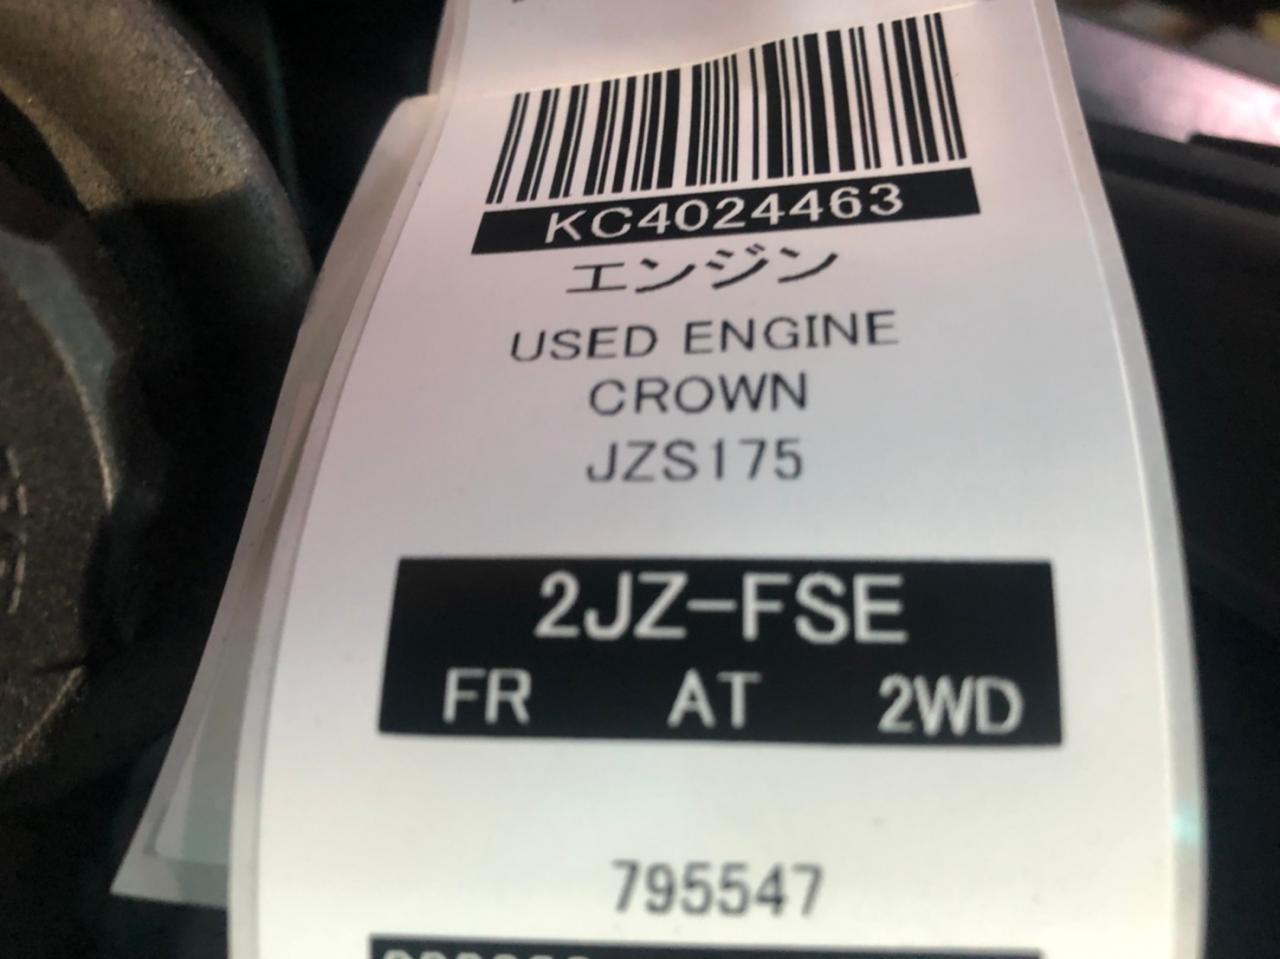 KC4024463
エンジン
USED ENGINE
CROWN
JZS175
2JZ-FSE
FR AT 2WD
795547